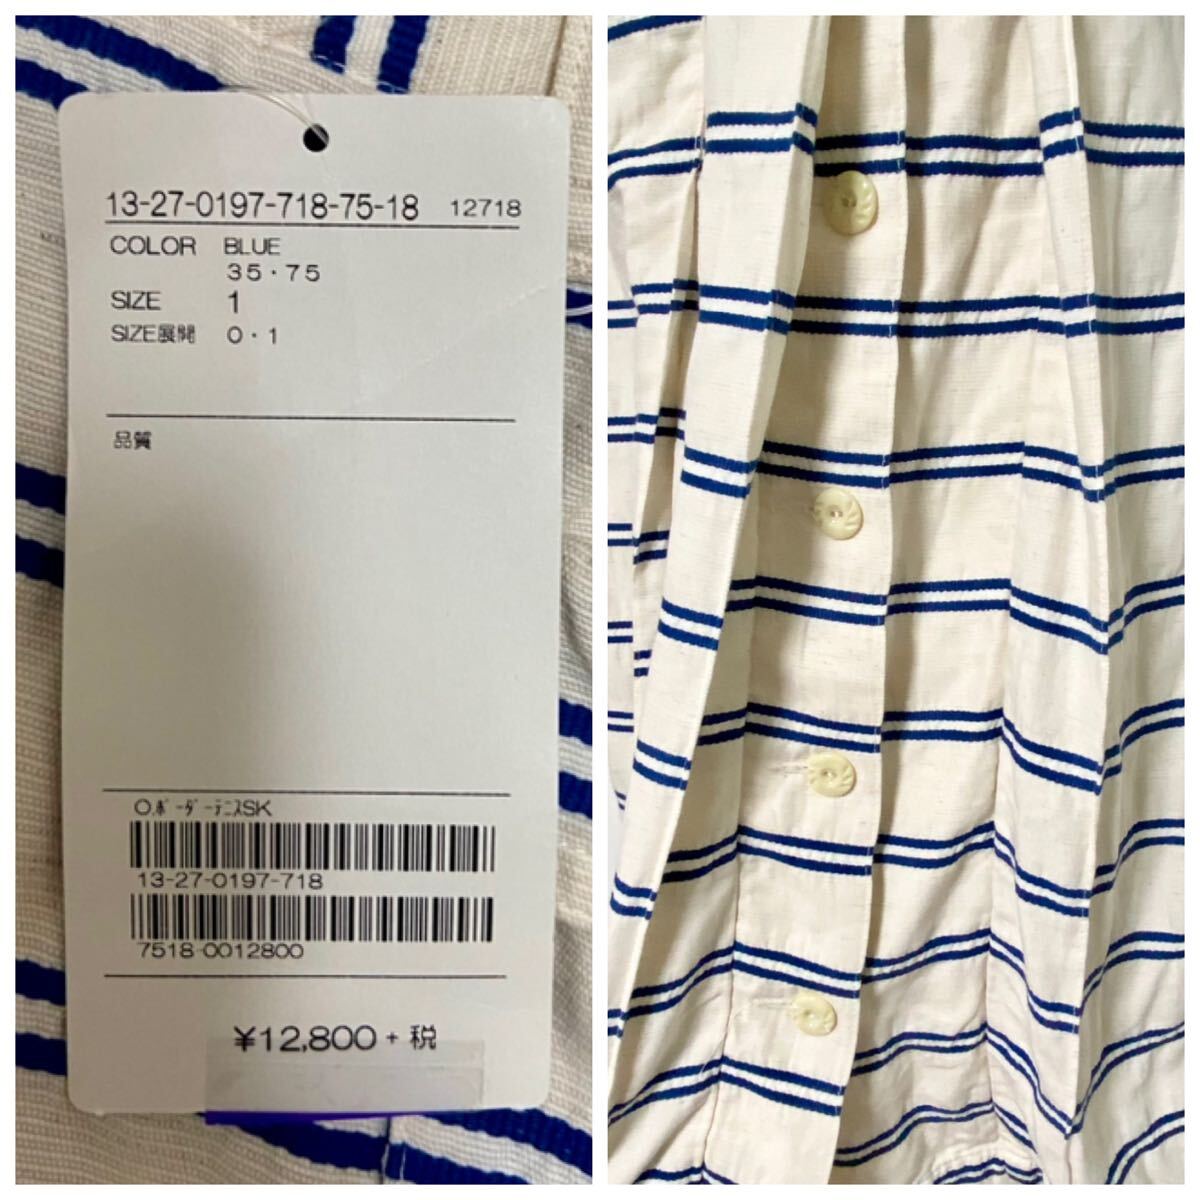 13-27-0197-718-75-18 12718
COLOR BLUE
35・75
SIZE 1
SIZE展開 0・1
品質
O.ﾎﾞｰﾀﾞｰﾃﾆｽSK
13-27-0197-718
7518-0012800
¥12,800+税